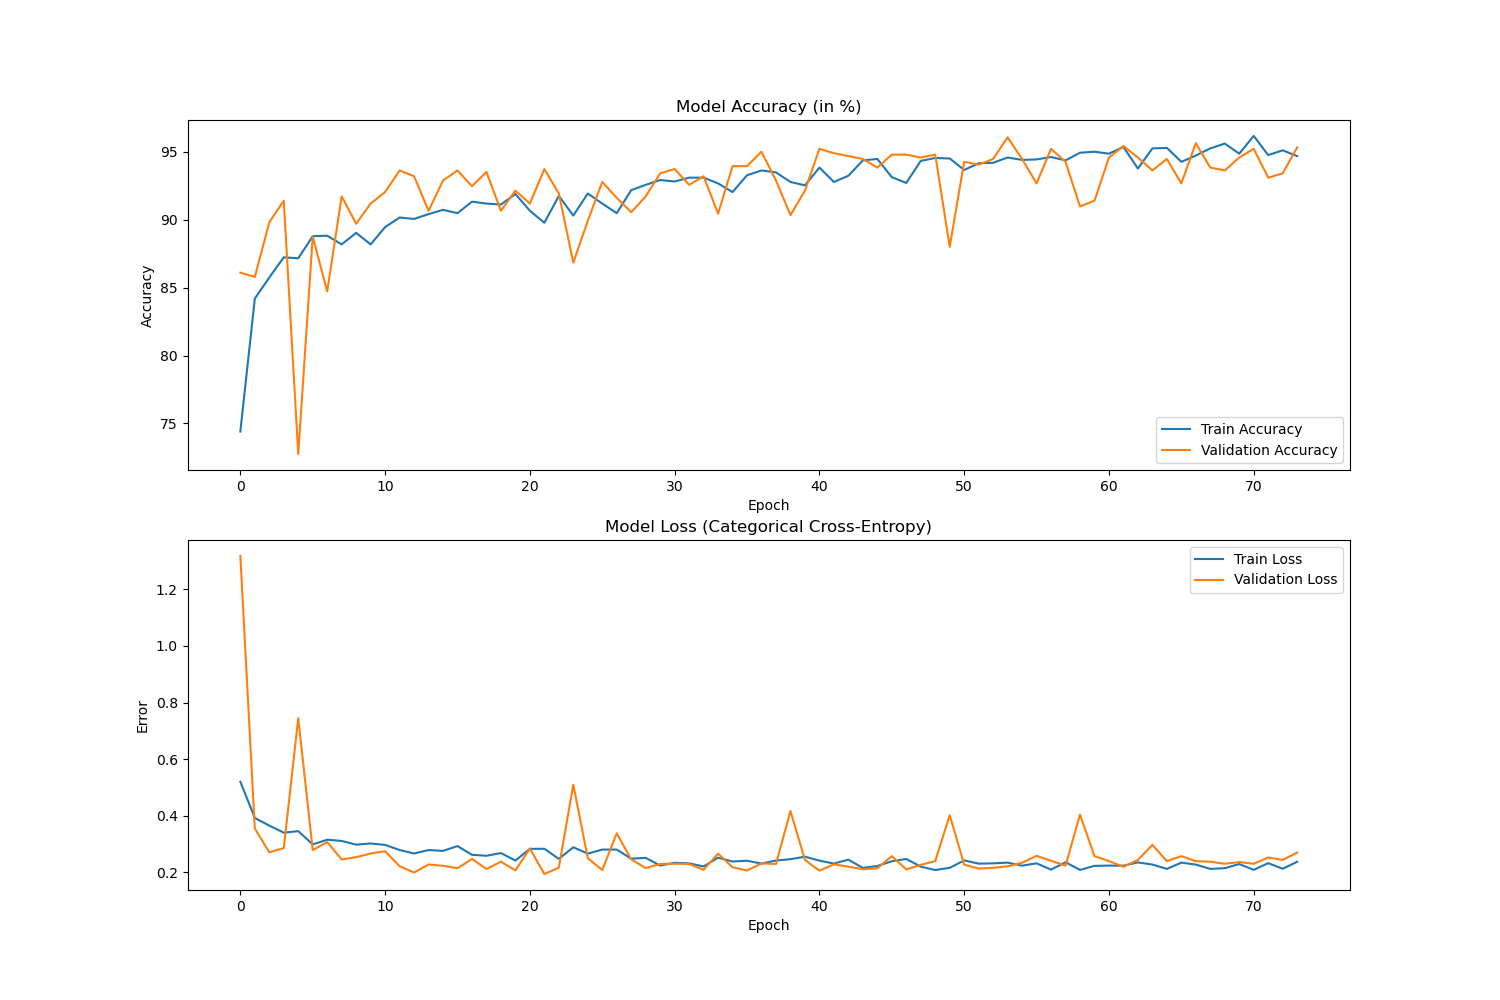 Model Accuracy (in %)
Accuracy
95
90
85
80
75
Train Accuracy
Validation Accuracy
0 10 20 30 40 50 60 70
Epoch
Model Loss (Categorical Cross-Entropy)
Error
1.2
1.0
0.8
0.6
0.4
0.2
Train Loss
Validation Loss
0 10 20 30 40 50 60 70
Epoch